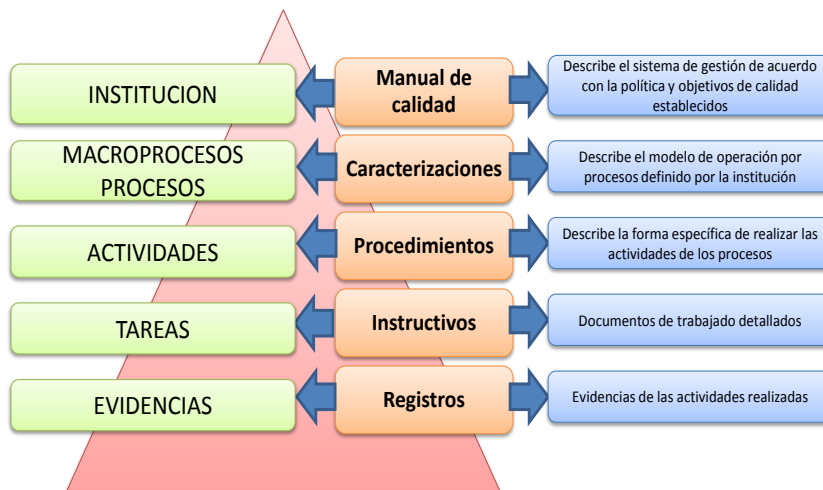 INSTITUCION
Manual de
calidad
Describe el sistema de gestión de acuerdo
con la política y objetivos de calidad
establecidos
MACROPROCESOS
PROCESOS
Caracterizaciones
Describe el modelo de operación por
procesos definido por la institución
ACTIVIDADES
Procedimientos
Describe la forma específica de realizar las
actividades de los procesos
TAREAS
Instructivos
Documentos de trabajado detallados
EVIDENCIAS
Registros
Evidencias de las actividades realizadas